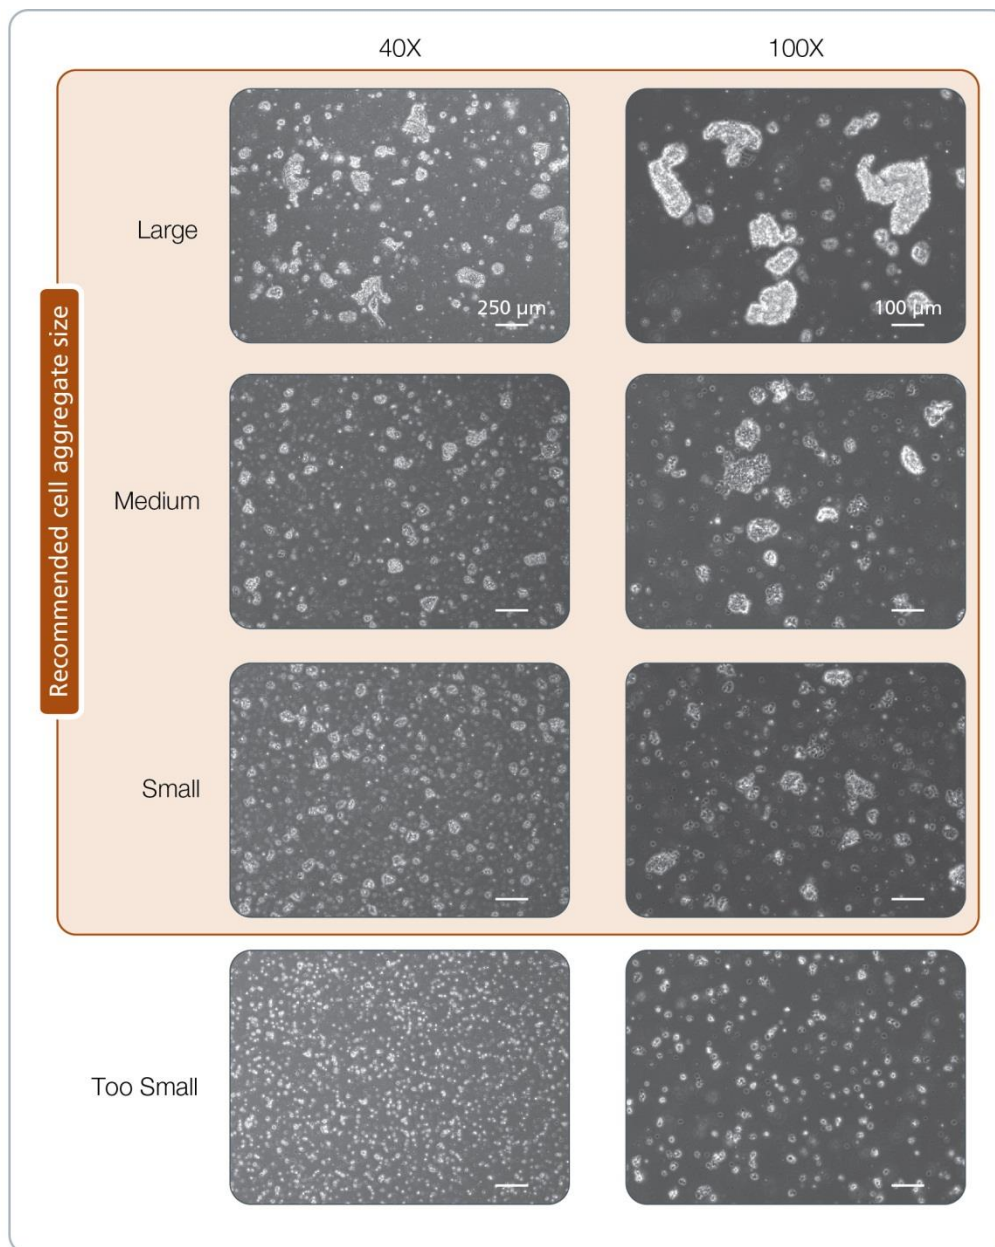 40X 100X
Large
250 µm
100 µm
Recommended cell aggregate size
Medium
Small
Too Small